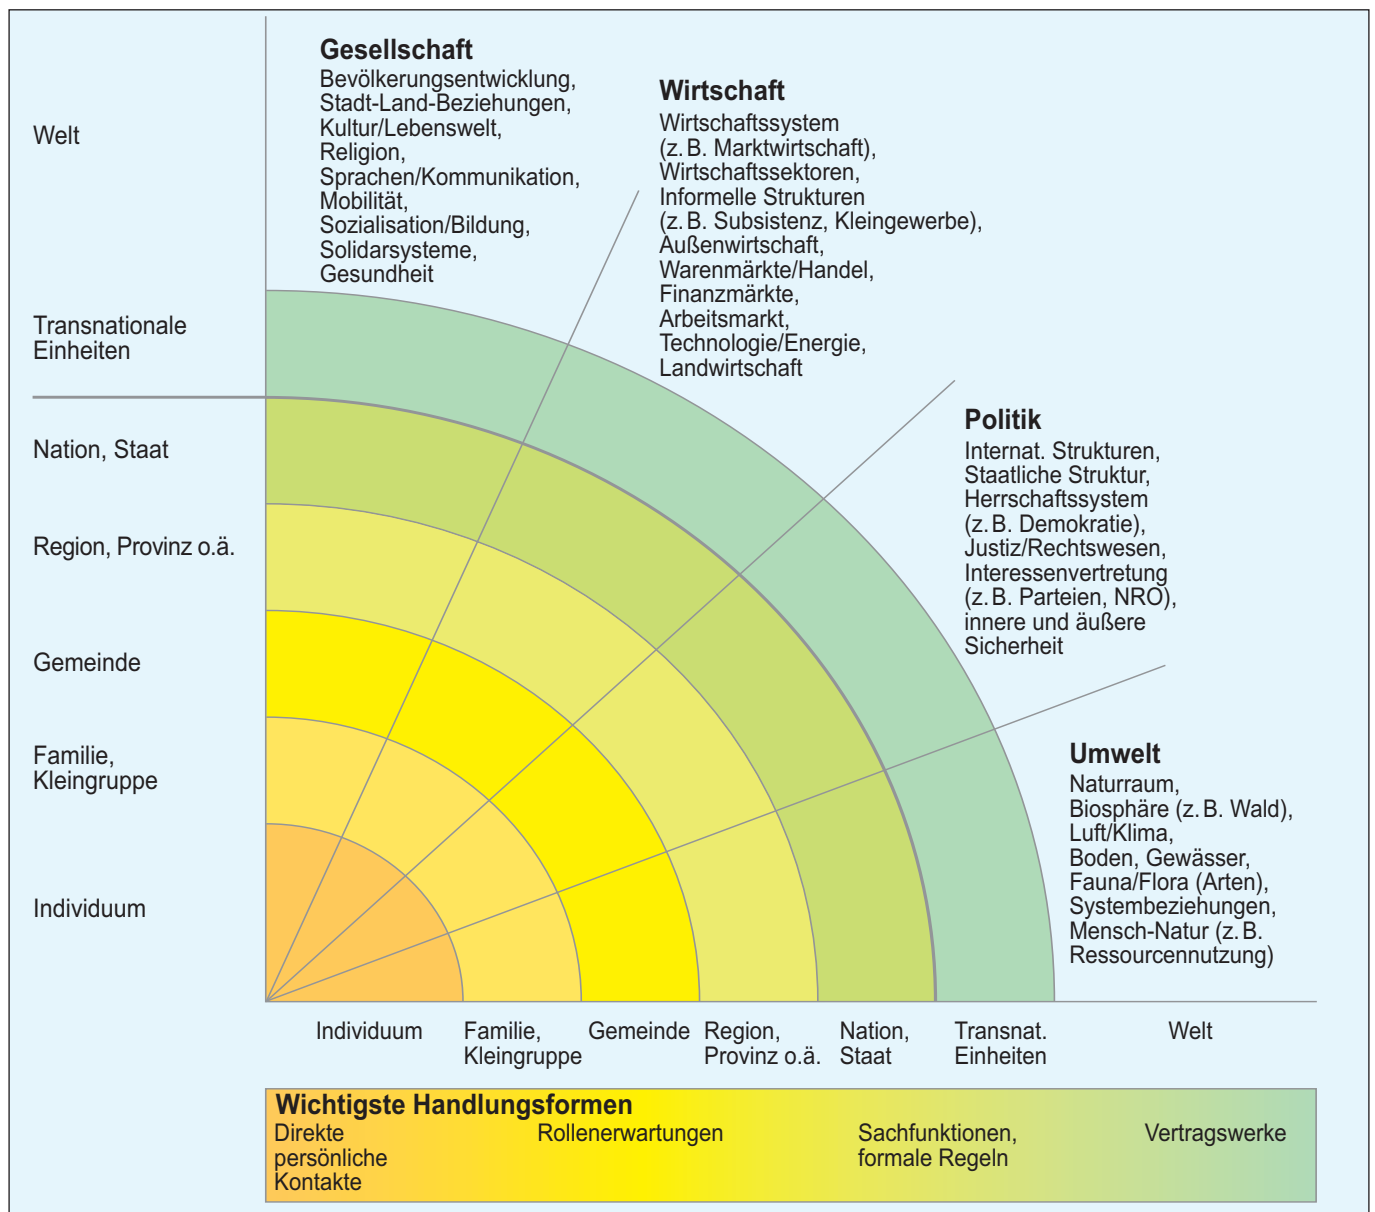 Gesellschaft
Bevölkerungsentwicklung,
Stadt-Land-Beziehungen,
Kultur/Lebenswelt,
Religion,
Sprachen/Kommunikation,
Mobilität,
Sozialisation/Bildung,
Solidarsysteme,
Gesundheit
Wirtschaft
Wirtschaftssystem
(z.B. Marktwirtschaft),
Wirtschaftssektoren,
Informelle Strukturen
(z.B. Subsistenz, Kleingewerbe),
Außenwirtschaft,
Warenmärkte/Handel,
Finanzmärkte,
Arbeitsmarkt,
Technologie/Energie,
Landwirtschaft
Politik
Internat. Strukturen,
Staatliche Struktur,
Herrschaftssystem
(z.B. Demokratie),
Justiz/Rechtswesen,
Interessenvertretung
(z.B. Parteien, NRO),
innere und äußere
Sicherheit
Umwelt
Naturraum,
Biosphäre (z.B. Wald),
Luft/Klima,
Boden, Gewässer,
Fauna/Flora (Arten),
Systembeziehungen,
Mensch-Natur (z.B.
Ressourcennutzung)
Welt
Transnationale
Einheiten
Nation, Staat
Region, Provinz o.ä.
Gemeinde
Familie,
Kleingruppe
Individuum
Individuum
Familie,
Kleingruppe
Gemeinde
Region,
Provinz o.ä.
Nation,
Staat
Transnat.
Einheiten
Welt
Wichtigste Handlungsformen
Direkte
persönliche
Kontakte
Rollenerwartungen
Sachfunktionen,
formale Regeln
Vertragswerke